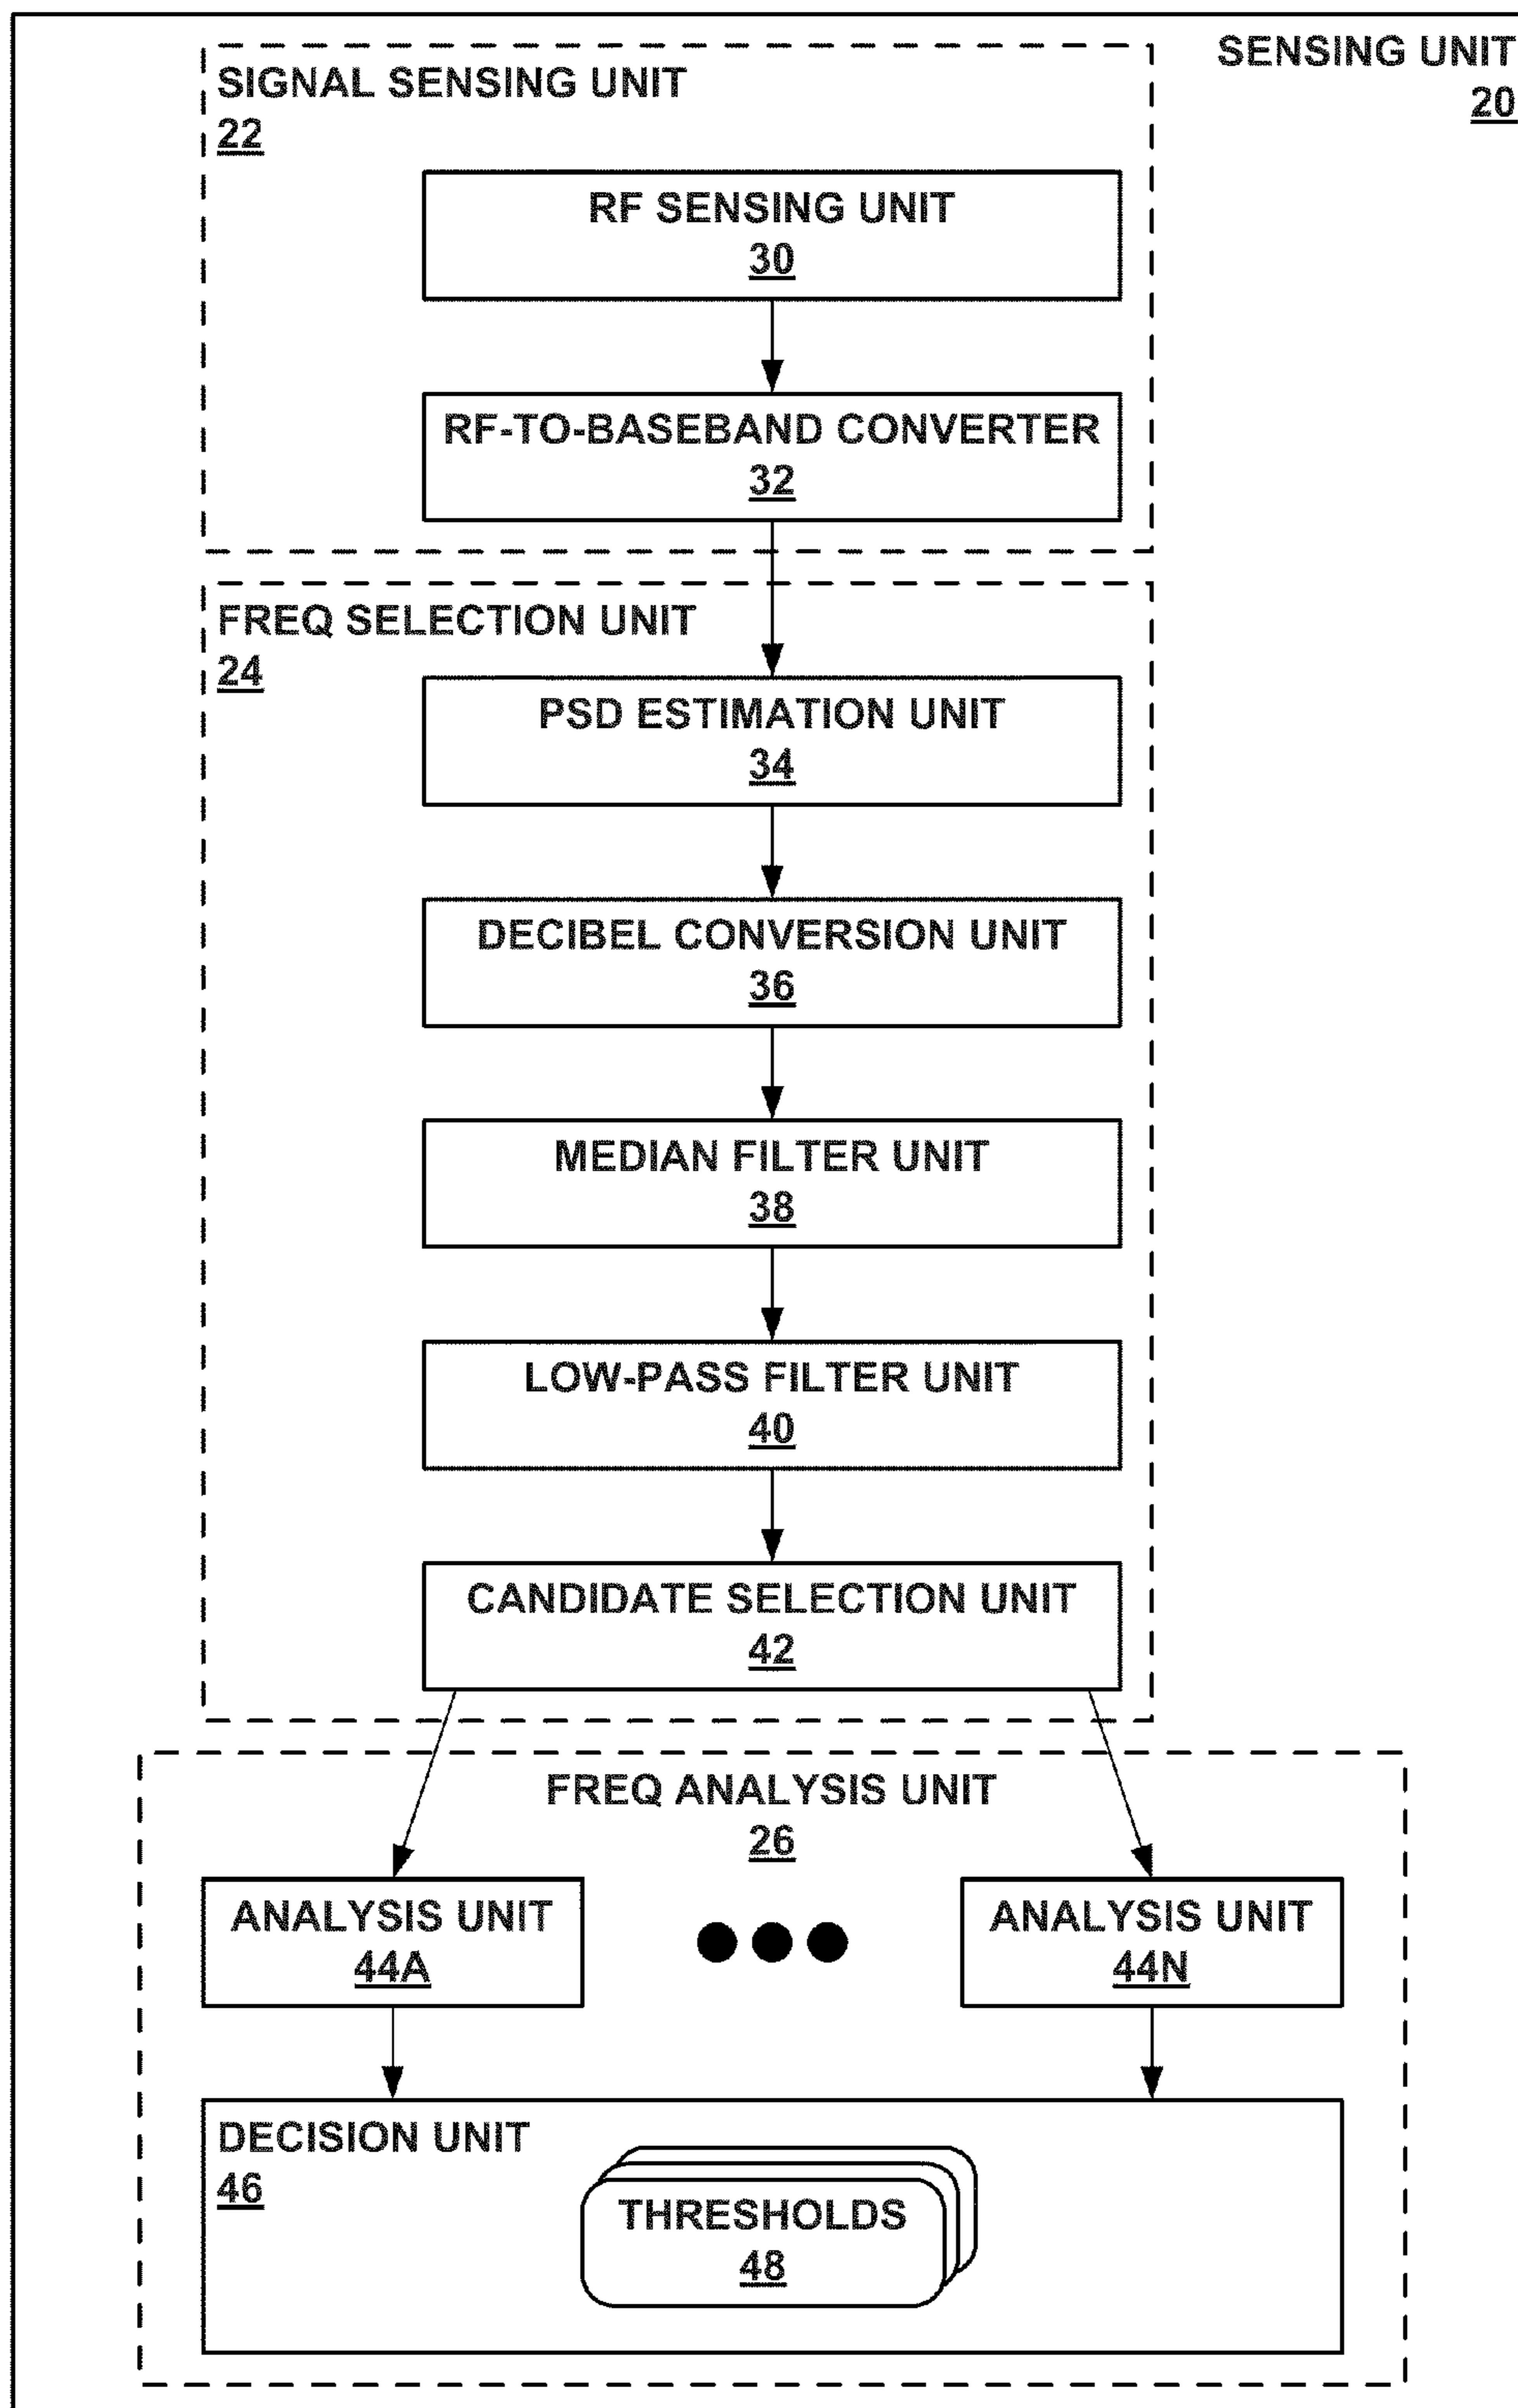 SENSING UNIT
20
SIGNAL SENSING UNIT
22
RF SENSING UNIT
30
RF-TO-BASEBAND CONVERTER
32
FREQ SELECTION UNIT
24
PSD ESTIMATION UNIT
34
DECIBEL CONVERSION UNIT
36
MEDIAN FILTER UNIT
38
LOW-PASS FILTER UNIT
40
CANDIDATE SELECTION UNIT
42
FREQ ANALYSIS UNIT
26
ANALYSIS UNIT
44A
ANALYSIS UNIT
44N
DECISION UNIT
46
THRESHOLDS
48